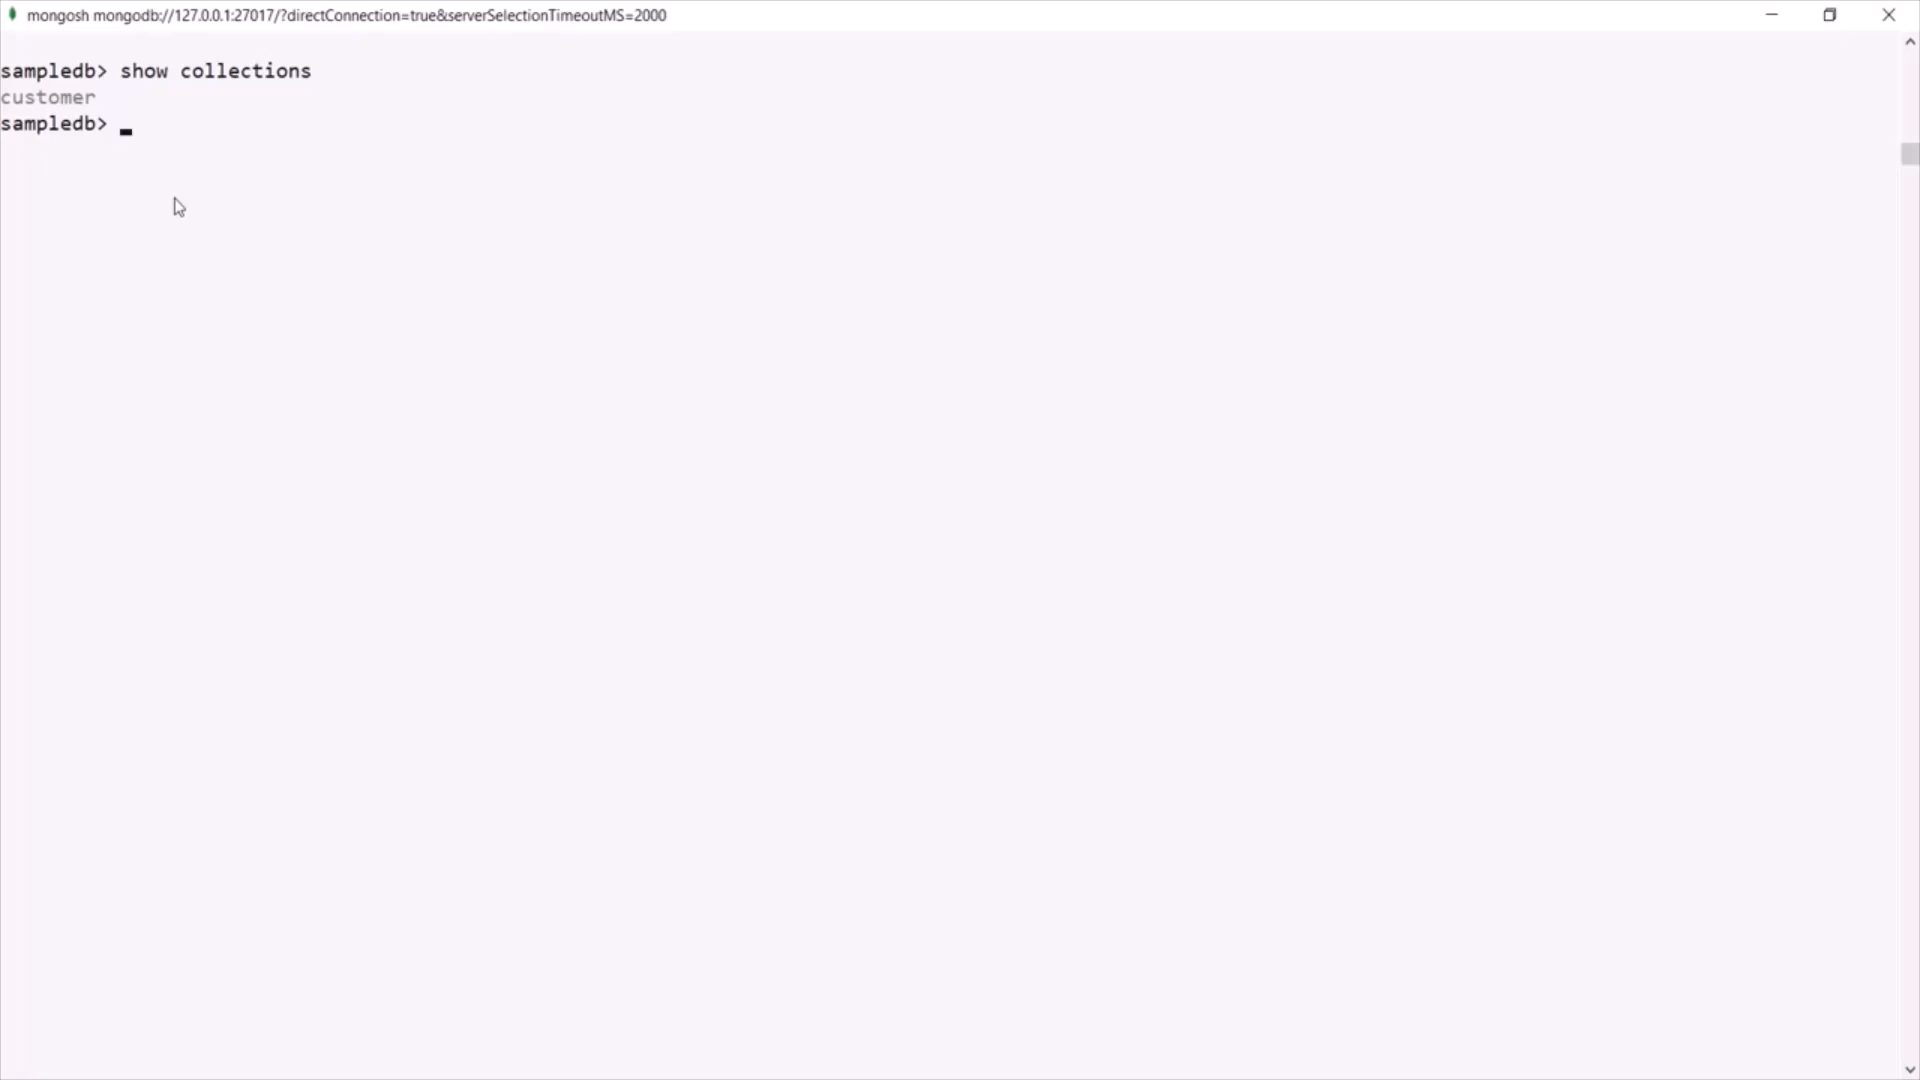 mongosh mongodb://127.0.0.1:27017/?directConnection=true&serverSelectionTimeoutMS=2000
sampledb> show collections
customer
sampledb>